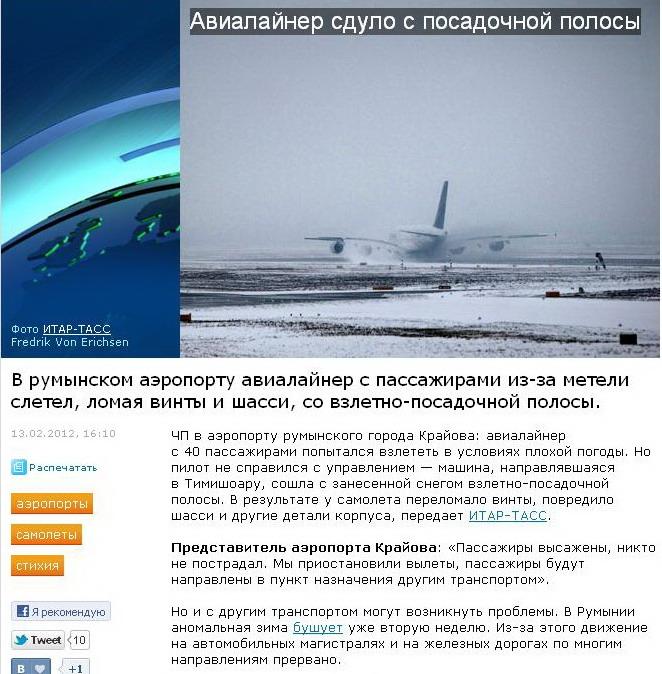 Авиалайнер сдуло с посадочной полосы
Фото ИТАР-ТАСС
Fredrik Von Erichsen
В румынском аэропорту авиалайнер с пассажирами из-за метели
слетел, ломая винты и шасси, со взлетно-посадочной полосы.
13.02.2012, 16:10
Распечатать
аэропорты
самолеты
стихия
Я рекомендую
Tweet 10
В +1
ЧП в аэропорту румынского города Крайова: авиалайнер
с 40 пассажирами попытался взлететь в условиях плохой погоды. Но
пилот не справился с управлением — машина, направлявшаяся
в Тимишоару, сошла с занесенной снегом взлетно-посадочной
полосы. В результате у самолета переломало винты, повредило
шасси и другие детали корпуса, передает ИТАР-ТАСС.
Представитель аэропорта Крайова: «Пассажиры высажены, никто
не пострадал. Мы приостановили вылеты, пассажиры будут
направлены в пункт назначения другим транспортом».
Но и с другим транспортом могут возникнуть проблемы. В Румынии
аномальная зима бушует уже вторую неделю. Из-за этого движение
на автомобильных магистралях и на железных дорогах по многим
направлениям прервано.